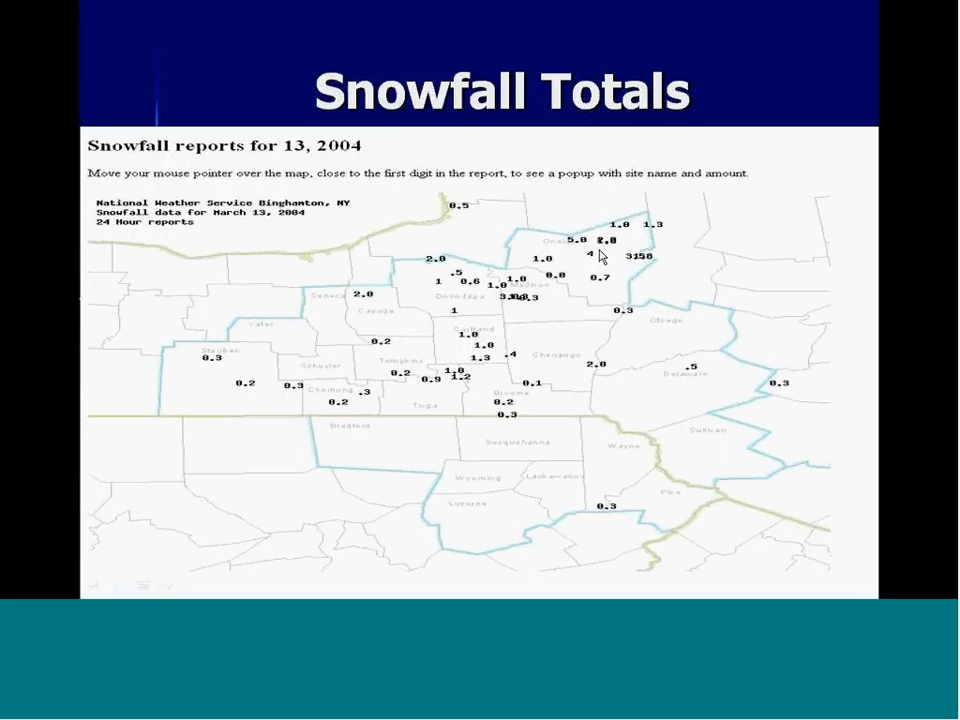 Snowfall Totals
Snowfall reports for 13, 2004
Move your mouse pointer over the map, close to the first digit in the report, to see a popup with site name and amount.
National Weather Service Binghamton, NY
Snowfall data for March 13, 2004
24 Hour reports
0.5
1.0 1.3
5.0
4
2.0 1.0
.5 0.0 0.7
1 0.6 1.0 1.0 Madison
Seneca 2.0 Onondaga
Cayuga 1 0.3
Otsego
Yates Cortland
1.0
0.2 1.0
Steuben
0.3 Tompkins 1.3 .4 Chenango
Schuyler 2.0 .5
0.2 1.0 Delaware
0.9 1.2
0.2 0.3 Chemung .3 0.1 0.3
Broome
0.2 Tioga 0.2
0.3
Bradford Sullivan
Susquehanna Wayne
Wyoming Lackawanna
Pike
Luzerne 0.3